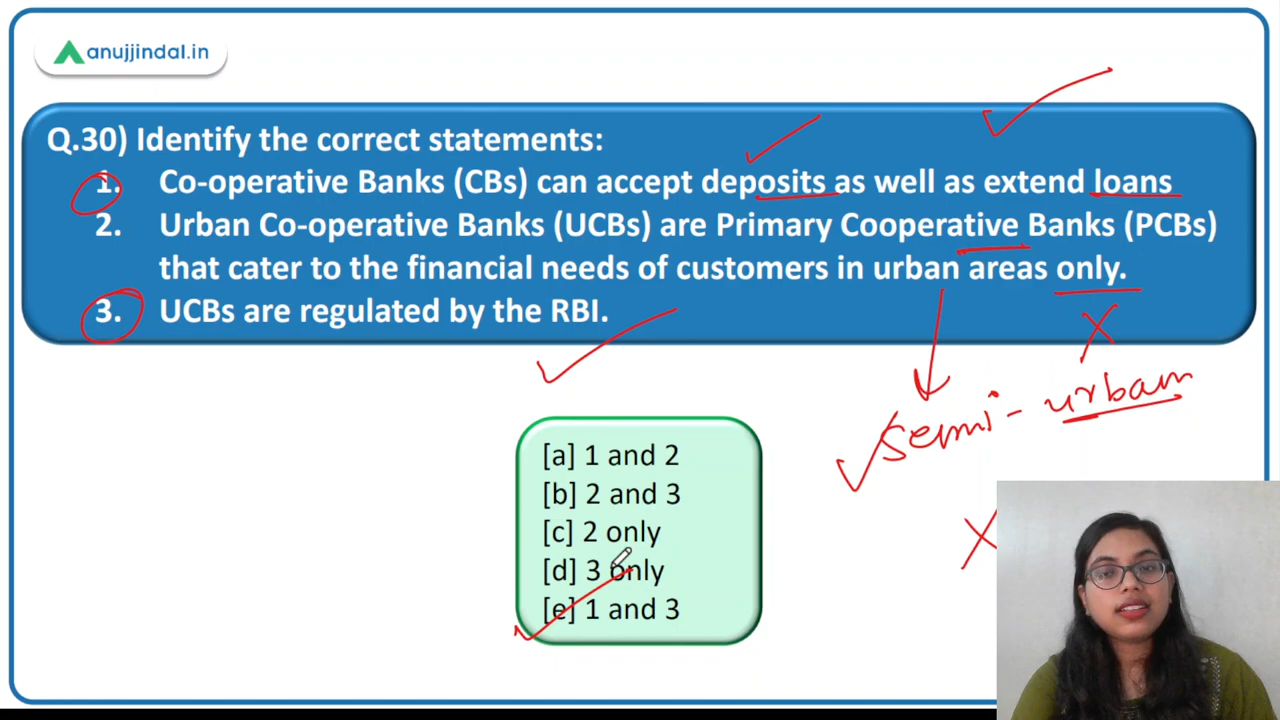 anujjindal.in
Q.30) Identify the correct statements:
1. Co-operative Banks (CBs) can accept deposits as well as extend loans
2. Urban Co-operative Banks (UCBs) are Primary Cooperative Banks (PCBs)
that cater to the financial needs of customers in urban areas only.
3. UCBs are regulated by the RBI.
semi-urban
[a] 1 and 2
[b] 2 and 3
[c] 2 only
[d] 3 only
[e] 1 and 3